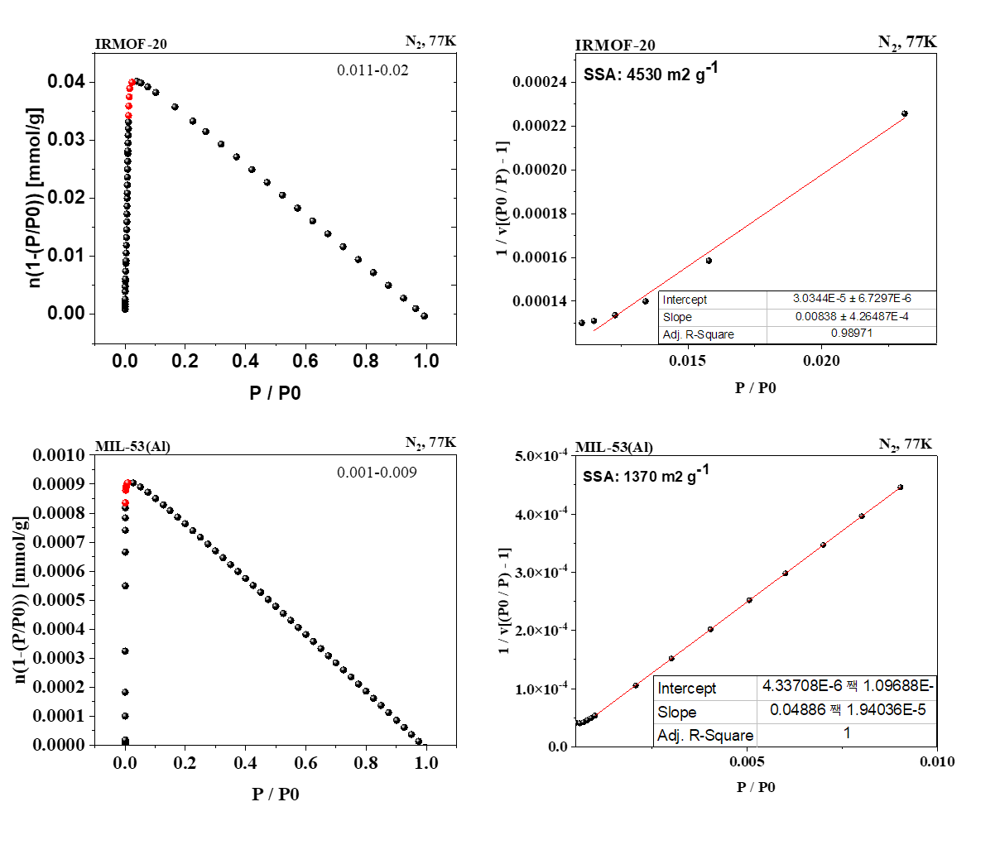 IRMOF-20
N2, 77K
0.011-0.02
n(1-(P/P0)) [mmol/g]
0.04
0.03
0.02
0.01
0.00
0.0 0.2 0.4 0.6 0.8 1.0
P / P0
IRMOF-20
N2, 77K
SSA: 4530 m2 g-1
1 / v[(P0 / P) - 1]
0.00024
0.00022
0.00020
0.00018
0.00016
0.00014
Intercept 3.0344E-5 ± 6.7297E-6
Slope 0.00838 ± 4.26487E-4
Adj. R-Square 0.98971
0.015 0.020
P / P0
MIL-53(Al)
N2, 77K
0.001-0.009
n(1-(P/P0)) [mmol/g]
0.0010
0.0009
0.0008
0.0007
0.0006
0.0005
0.0004
0.0003
0.0002
0.0001
0.0000
0.0 0.2 0.4 0.6 0.8 1.0
P / P0
MIL-53(Al)
N2, 77K
SSA: 1370 m2 g-1
1 / v[(P0 / P) - 1]
5.0×10-4
4.0×10-4
3.0×10-4
2.0×10-4
1.0×10-4
0.0
Intercept 4.33708E-6 짹 1.09688E-
Slope 0.04886 짹 1.94036E-5
Adj. R-Square 1
0.005 0.010
P / P0